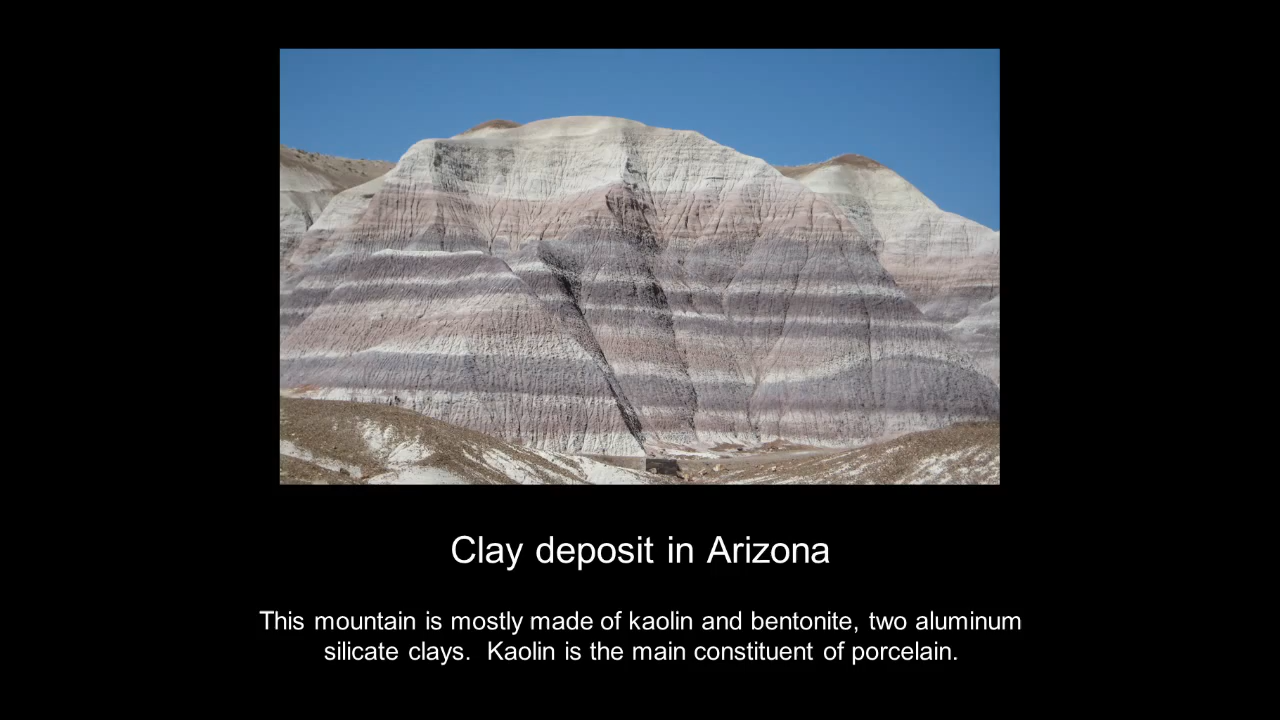 Clay deposit in Arizona
This mountain is mostly made of kaolin and bentonite, two aluminum
silicate clays.  Kaolin is the main constituent of porcelain.